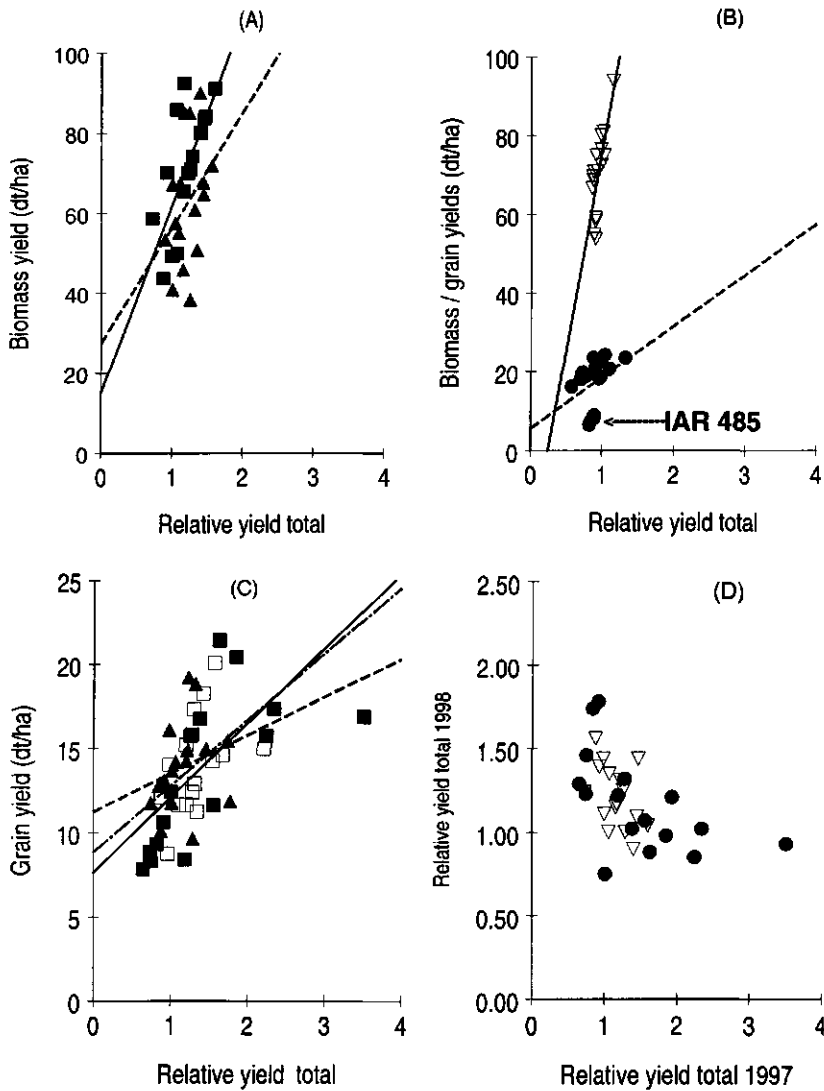 (A)
Biomass yield (dt/ha)
100
80
60
40
20
0
0 1 2 3 4
Relative yield total
(B)
Biomass / grain yields (dt/ha)
100
80
60
40
20
0
IAR 485
0 1 2 3 4
Relative yield total
(C)
Grain yield (dt/ha)
25
20
15
10
5
0
0 1 2 3 4
Relative yield total
(D)
Relative yield total 1998
2.50
2.00
1.50
1.00
0.50
0.00
0 1 2 3 4
Relative yield total 1997